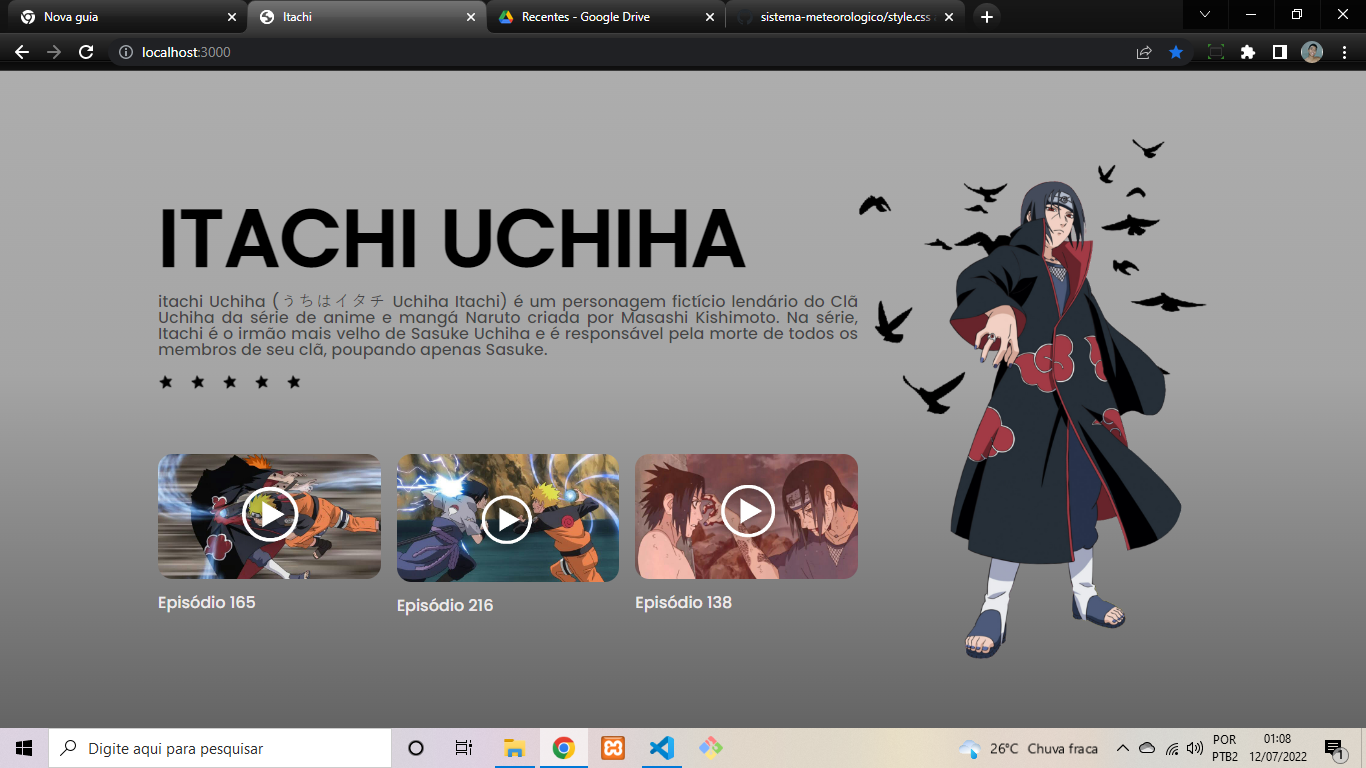 Nova guia
Itachi
Recentes - Google Drive
sistema-meteorologico/style.css
localhost:3000
ITACHI UCHIHA
itachi Uchiha (うちはイタチ Uchiha Itachi) é um personagem fictício lendário do Clã
Uchiha da série de anime e mangá Naruto criada por Masashi Kishimoto. Na série,
Itachi é o irmão mais velho de Sasuke Uchiha e é responsável pela morte de todos os
membros de seu clã, poupando apenas Sasuke.
Episódio 165
Episódio 216
Episódio 138
Digite aqui para pesquisar
26°C Chuva fraca
POR
PTB2
01:08
12/07/2022
1